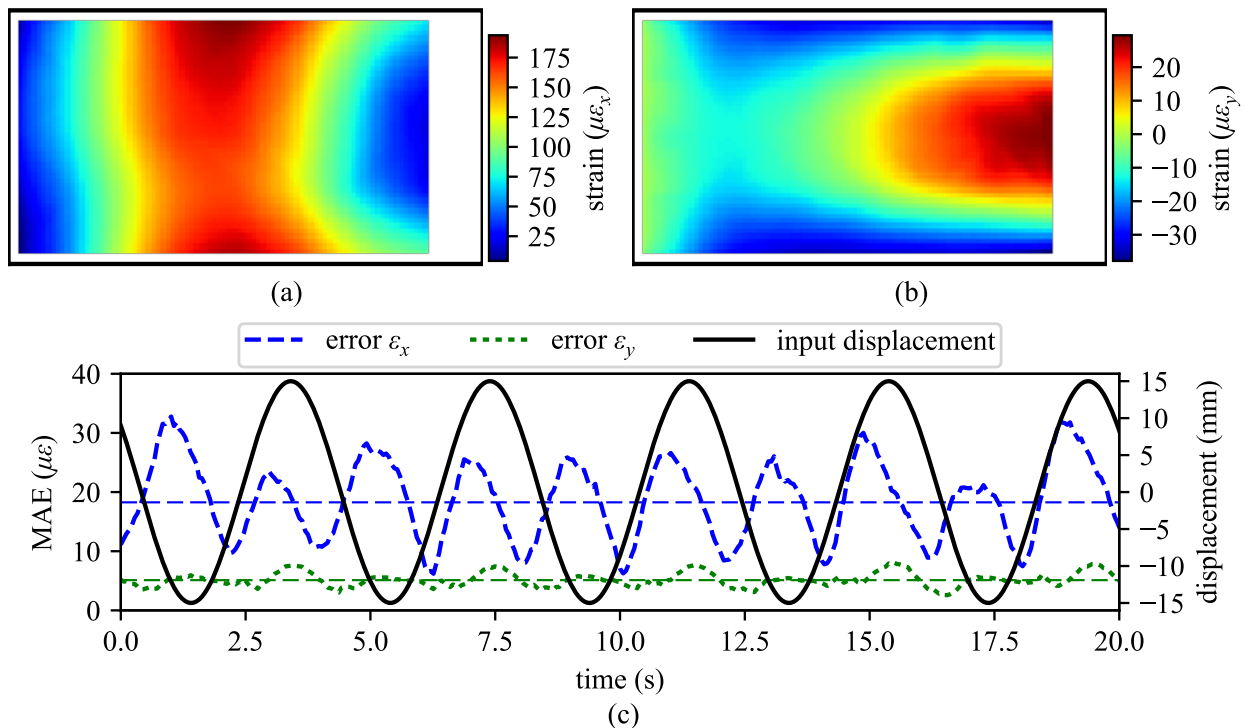 175
150
125
100
75
50
25
strain (με_x)
(a)
20
10
0
−10
−20
−30
strain (με_y)
(b)
error ε_x error ε_y input displacement
40
30
20
10
0
MAE (με)
15
10
5
0
−5
−10
−15
displacement (mm)
0.0 2.5 5.0 7.5 10.0 12.5 15.0 17.5 20.0
time (s)
(c)